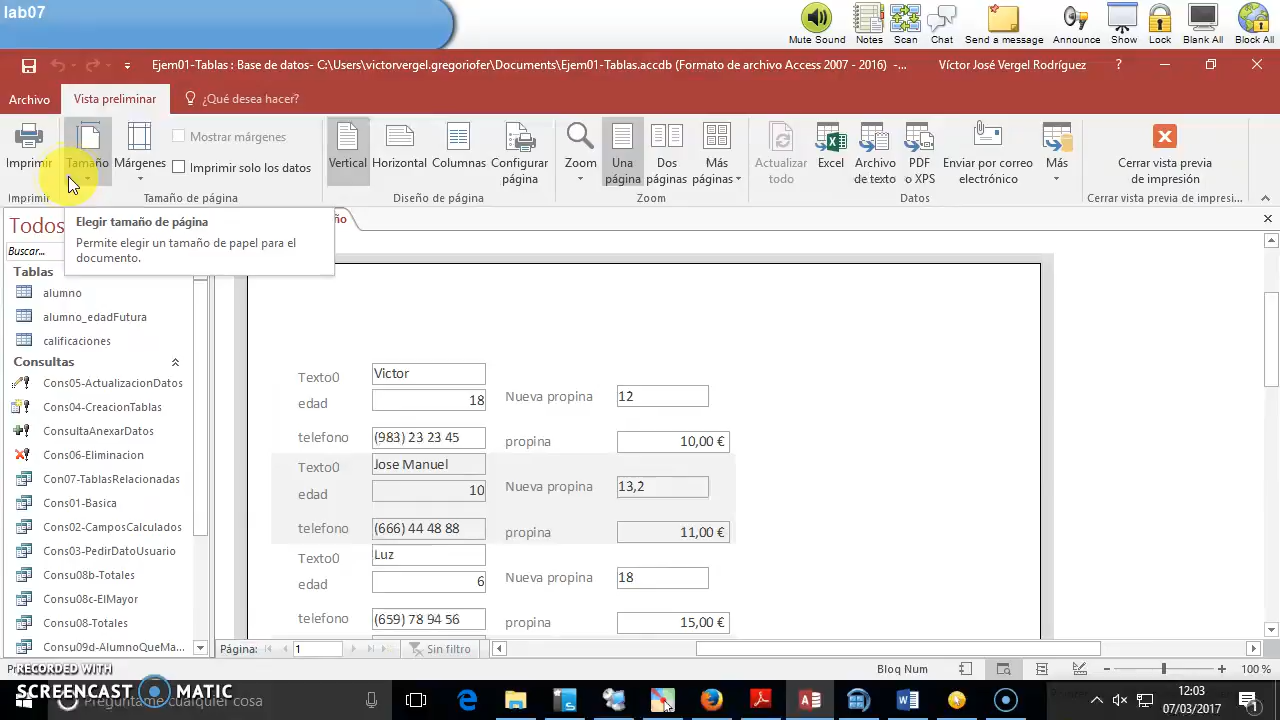 lab07
Mute Sound Notes Scan Chat Send a message Announce Show Lock Blank All Block All
Ejem01-Tablas : Base de datos- C:\Users\victorvergel.gregoriofer\Documents\Ejem01-Tablas.accdb (Formato de archivo Access 2007 - 2016) -... Víctor José Vergel Rodríguez ?
Archivo Vista preliminar ¿Qué desea hacer?
Imprimir Tamaño Márgenes Mostrar márgenes Imprimir solo los datos Vertical Horizontal Columnas Configurar página Zoom Una página Dos páginas Más páginas Actualizar todo Excel Archivo de texto PDF o XPS Enviar por correo electrónico Más Cerrar vista previa de impresión
Imprimir Tamaño de página Diseño de página Zoom Datos Cerrar vista previa de impresi...
Elegir tamaño de página
Permite elegir un tamaño de papel para el
documento.
Todos
Buscar...
Tablas
alumno
alumno_edadFutura
calificaciones
Consultas
Cons05-ActualizacionDatos
Cons04-CreacionTablas
ConsultaAnexarDatos
Cons06-Eliminacion
Con07-TablasRelacionadas
Cons01-Basica
Cons02-CamposCalculados
Cons03-PedirDatoUsuario
Consu08b-Totales
Consu08c-ElMayor
Consu08-Totales
Cons09d-AlumnoQueMa...
Texto0 Victor
edad 18 Nueva propina 12
telefono (983) 23 23 45 propina 10,00 €
Texto0 Jose Manuel
edad 10 Nueva propina 13,2
telefono (666) 44 48 88 propina 11,00 €
Texto0 Luz
edad 6 Nueva propina 18
telefono (659) 78 94 56 propina 15,00 €
Página: 1 Sin filtro
Bloq Num 100 %
RECORDED WITH
SCREENCAST MATIC
Pregúntame cualquier cosa
12:03
07/03/2017
1